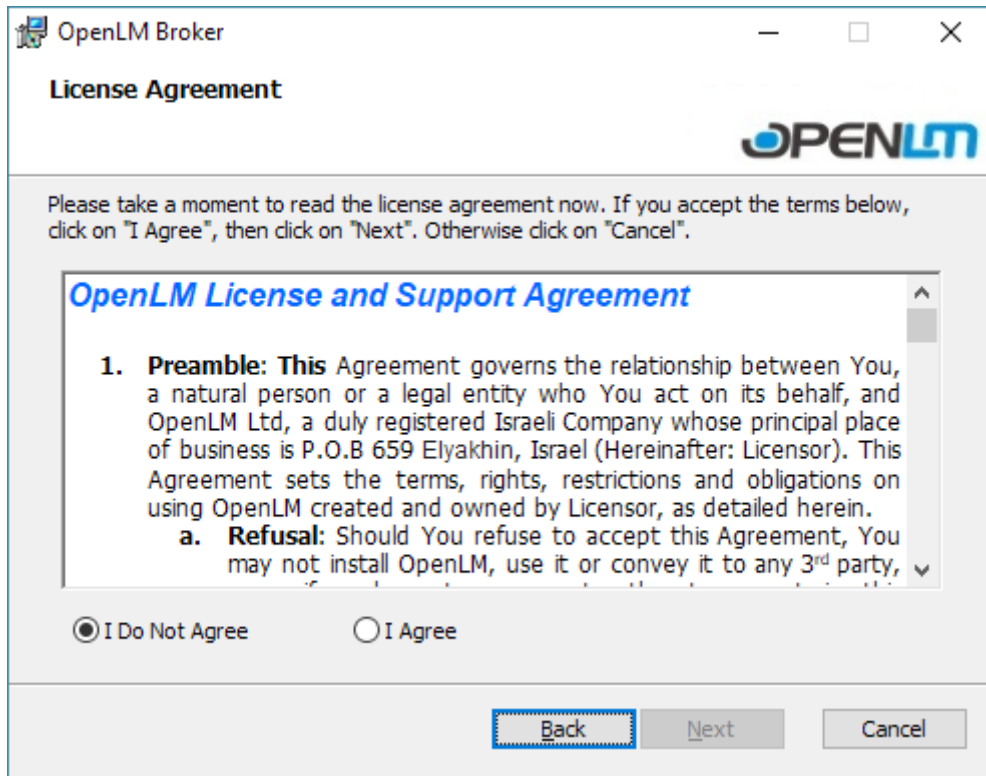 OpenLM Broker
License Agreement
OPENLM
Please take a moment to read the license agreement now. If you accept the terms below,
click on "I Agree", then click on "Next". Otherwise click on "Cancel".
OpenLM License and Support Agreement
1. Preamble: This Agreement governs the relationship between You,
a natural person or a legal entity who You act on its behalf, and
OpenLM Ltd, a duly registered Israeli Company whose principal place
of business is P.O.B 659 Elyakhin, Israel (Hereinafter: Licensor). This
Agreement sets the terms, rights, restrictions and obligations on
using OpenLM created and owned by Licensor, as detailed herein.
a. Refusal: Should You refuse to accept this Agreement, You
may not install OpenLM, use it or convey it to any 3rd party,
I Do Not Agree
I Agree
Back
Next
Cancel